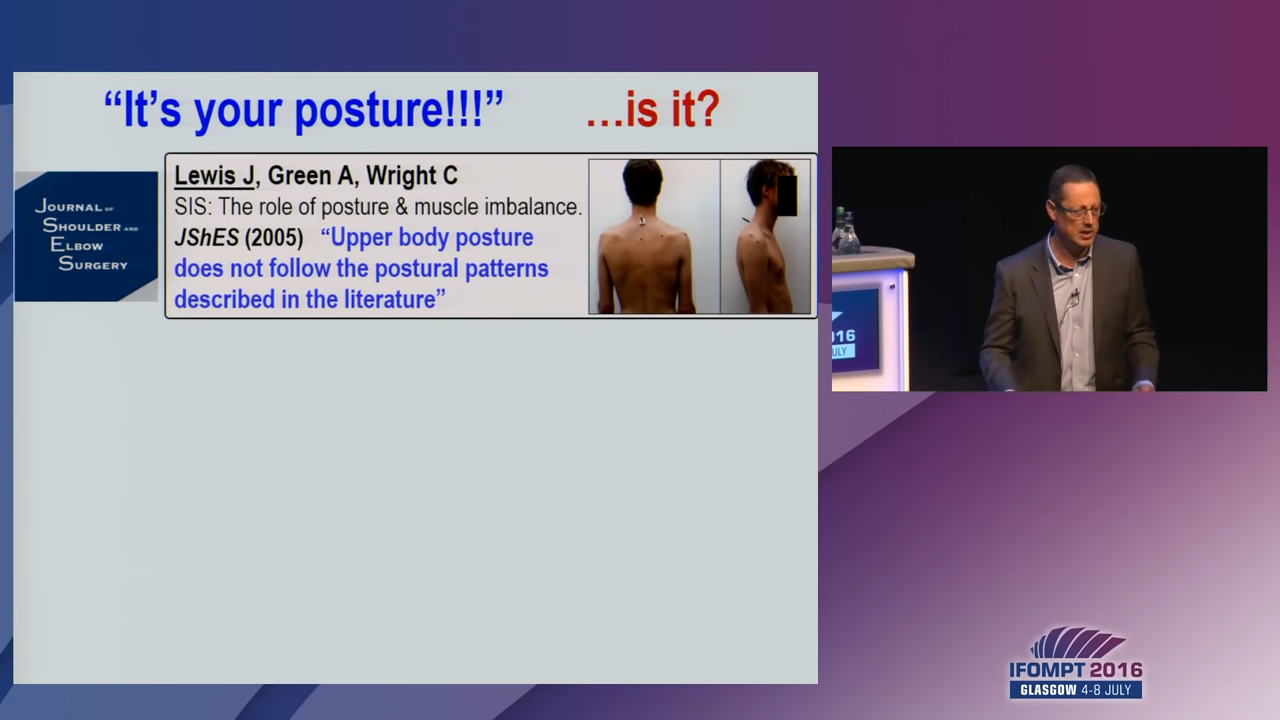 “It’s your posture!!!” …is it?
JOURNAL OF
SHOULDER AND
ELBOW
SURGERY
Lewis J, Green A, Wright C
SIS: The role of posture & muscle imbalance.
JShES (2005) “Upper body posture
does not follow the postural patterns
described in the literature”
016
JULY
IFOMPT 2016
GLASGOW 4-8 JULY